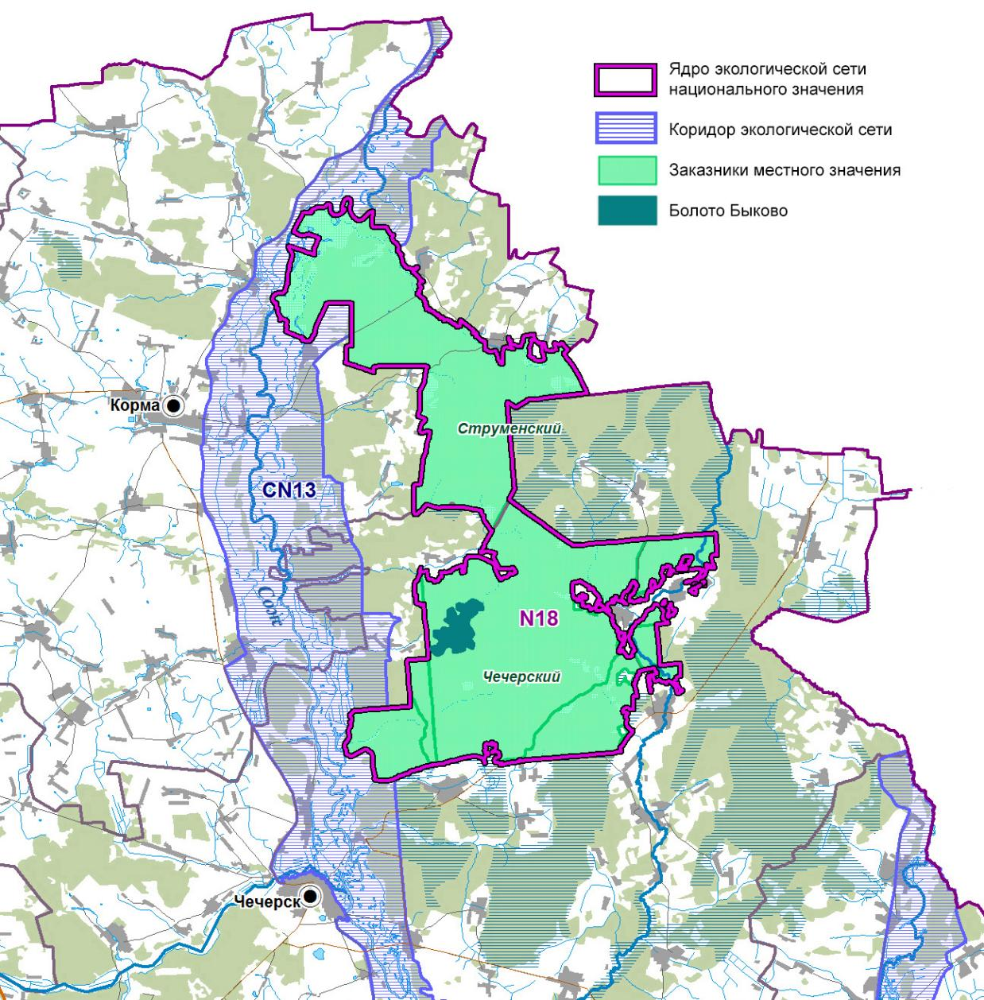 Ядро экологической сети
национального значения
Коридор экологической сети
Заказники местного значения
Болото Быково
Корма
Струменский
CN13
Сож
N18
Чечерский
Чечерск